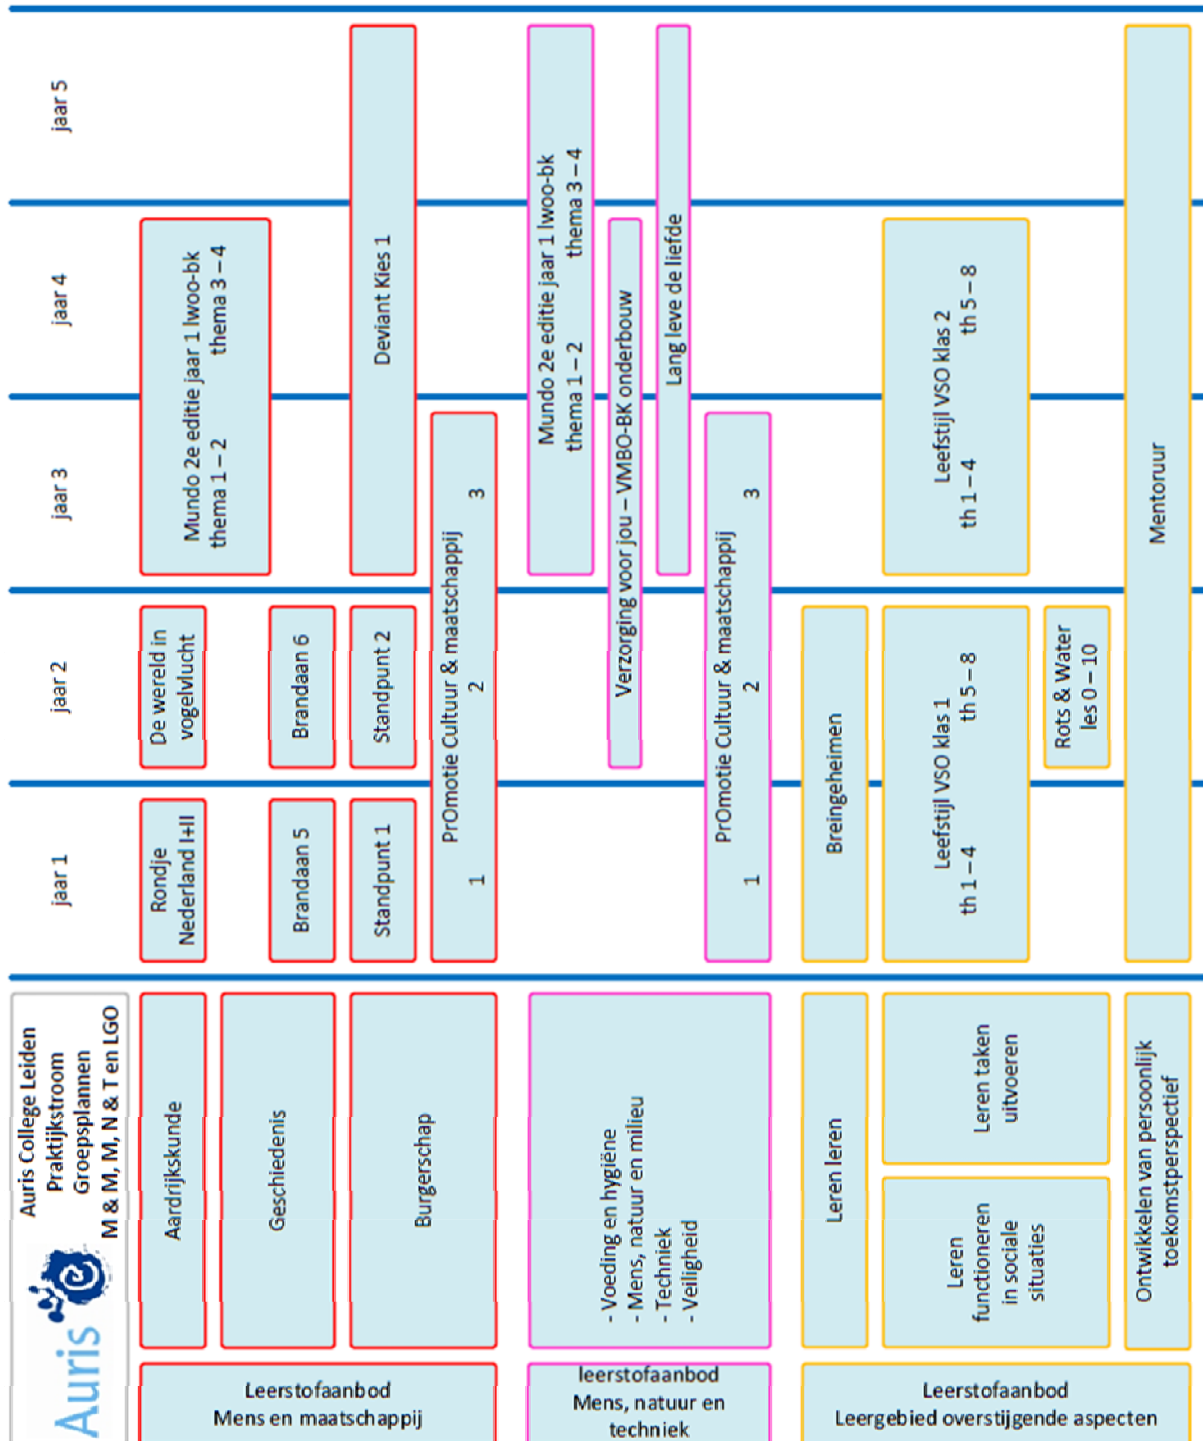 Auris
Auris College Leiden
Praktijkstroom
Groepsplannen
M & M, M, N & T en LGO
jaar 1
jaar 2
jaar 3
jaar 4
jaar 5
Leerstofaanbod
Mens en maatschappij
Aardrijkskunde
Rondje
Nederland I+II
De wereld in
vogelvlucht
Mundo 2e editie jaar 1 lwoo-bk
thema 1 – 2 thema 3 – 4
Geschiedenis
Brandaan 5
Brandaan 6
Burgerschap
Standpunt 1
Standpunt 2
Deviant Kies 1
PrOmotie Cultuur & maatschappij
1 2 3
leerstofaanbod
Mens, natuur en
techniek
- Voeding en hygiëne
- Mens, natuur en milieu
- Techniek
- Veiligheid
Mundo 2e editie jaar 1 lwoo-bk
thema 1 – 2 thema 3 – 4
Verzorging voor jou – VMBO-BK onderbouw
Lang leve de liefde
PrOmotie Cultuur & maatschappij
1 2 3
Leerstofaanbod
Leergebied overstijgende aspecten
Leren leren
Breingeheimen
Leren
functioneren
in sociale
situaties
Leren taken
uitvoeren
Leefstijl VSO klas 1
th 1 – 4 th 5 – 8
Leefstijl VSO klas 2
th 1 – 4 th 5 – 8
Rots & Water
les 0 – 10
Ontwikkelen van persoonlijk
toekomstperspectief
Mentoruur